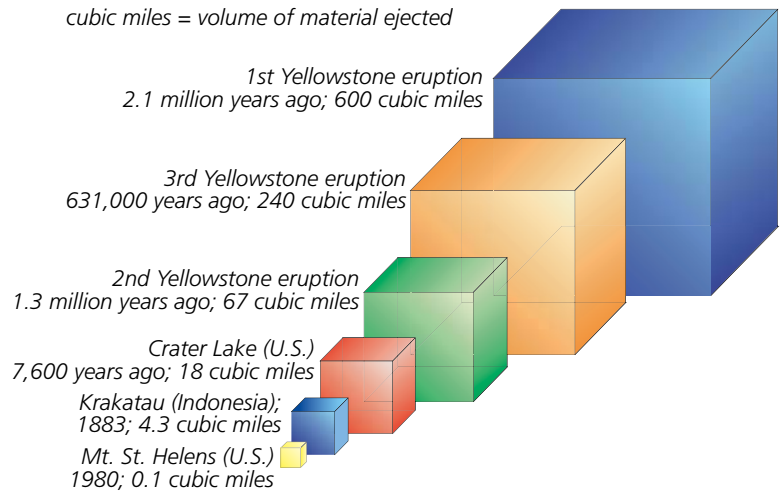 cubic miles = volume of material ejected
1st Yellowstone eruption
2.1 million years ago; 600 cubic miles
3rd Yellowstone eruption
631,000 years ago; 240 cubic miles
2nd Yellowstone eruption
1.3 million years ago; 67 cubic miles
Crater Lake (U.S.)
7,600 years ago; 18 cubic miles
Krakatau (Indonesia);
1883; 4.3 cubic miles
Mt. St. Helens (U.S.)
1980; 0.1 cubic miles